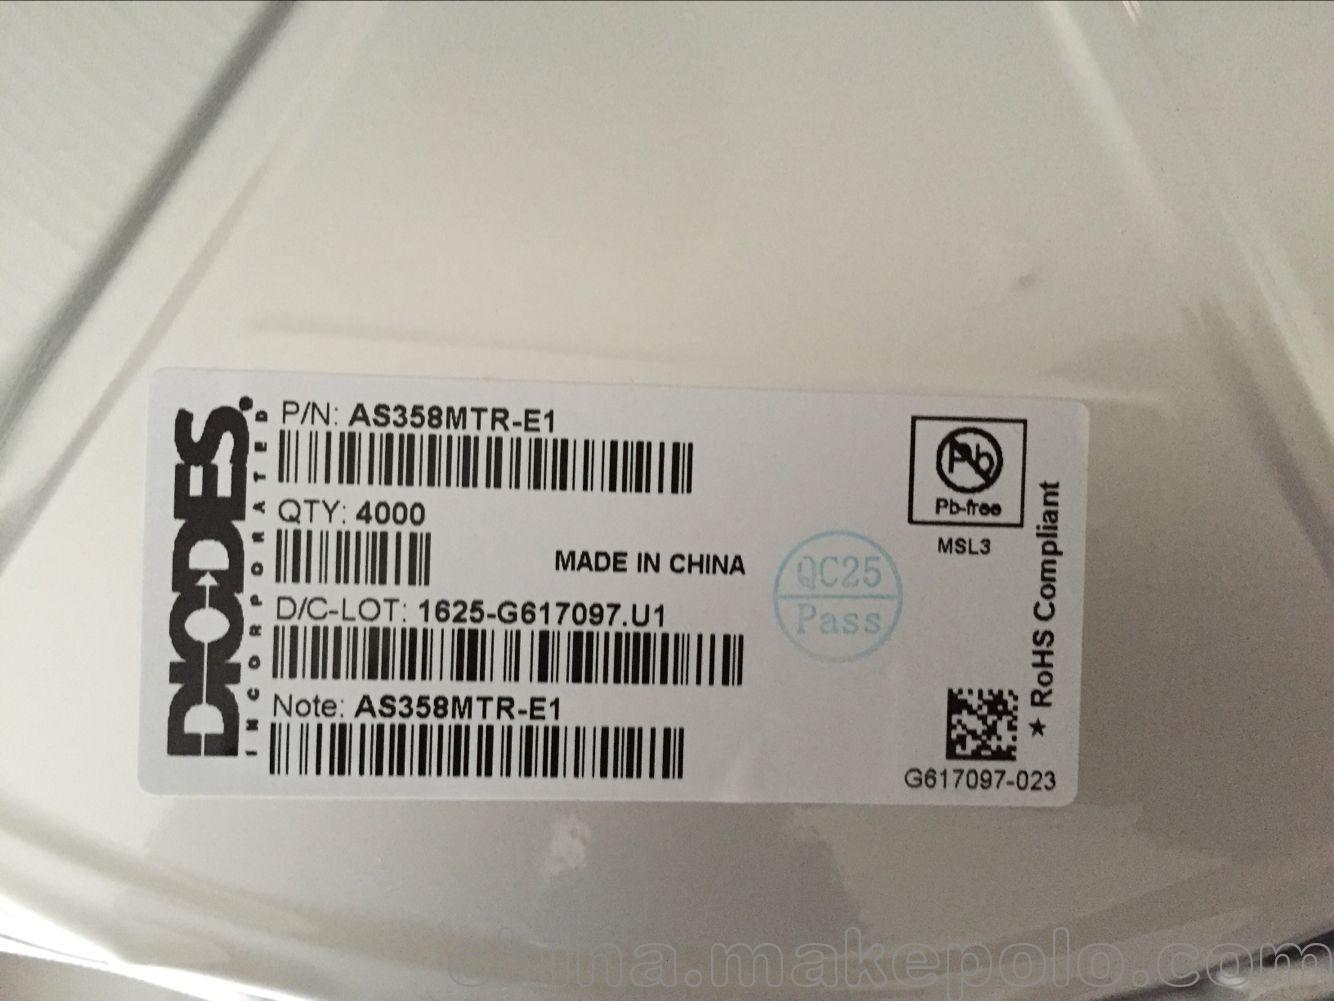 DIODES
INCORPORATED
P/N: AS358MTR-E1
QTY: 4000
MADE IN CHINA
D/C-LOT: 1625-G617097.U1
Note: AS358MTR-E1
QC25
Pass
Pb
Pb-free
MSL3
★ RoHS Compliant
G617097-023
china.makepolo.com